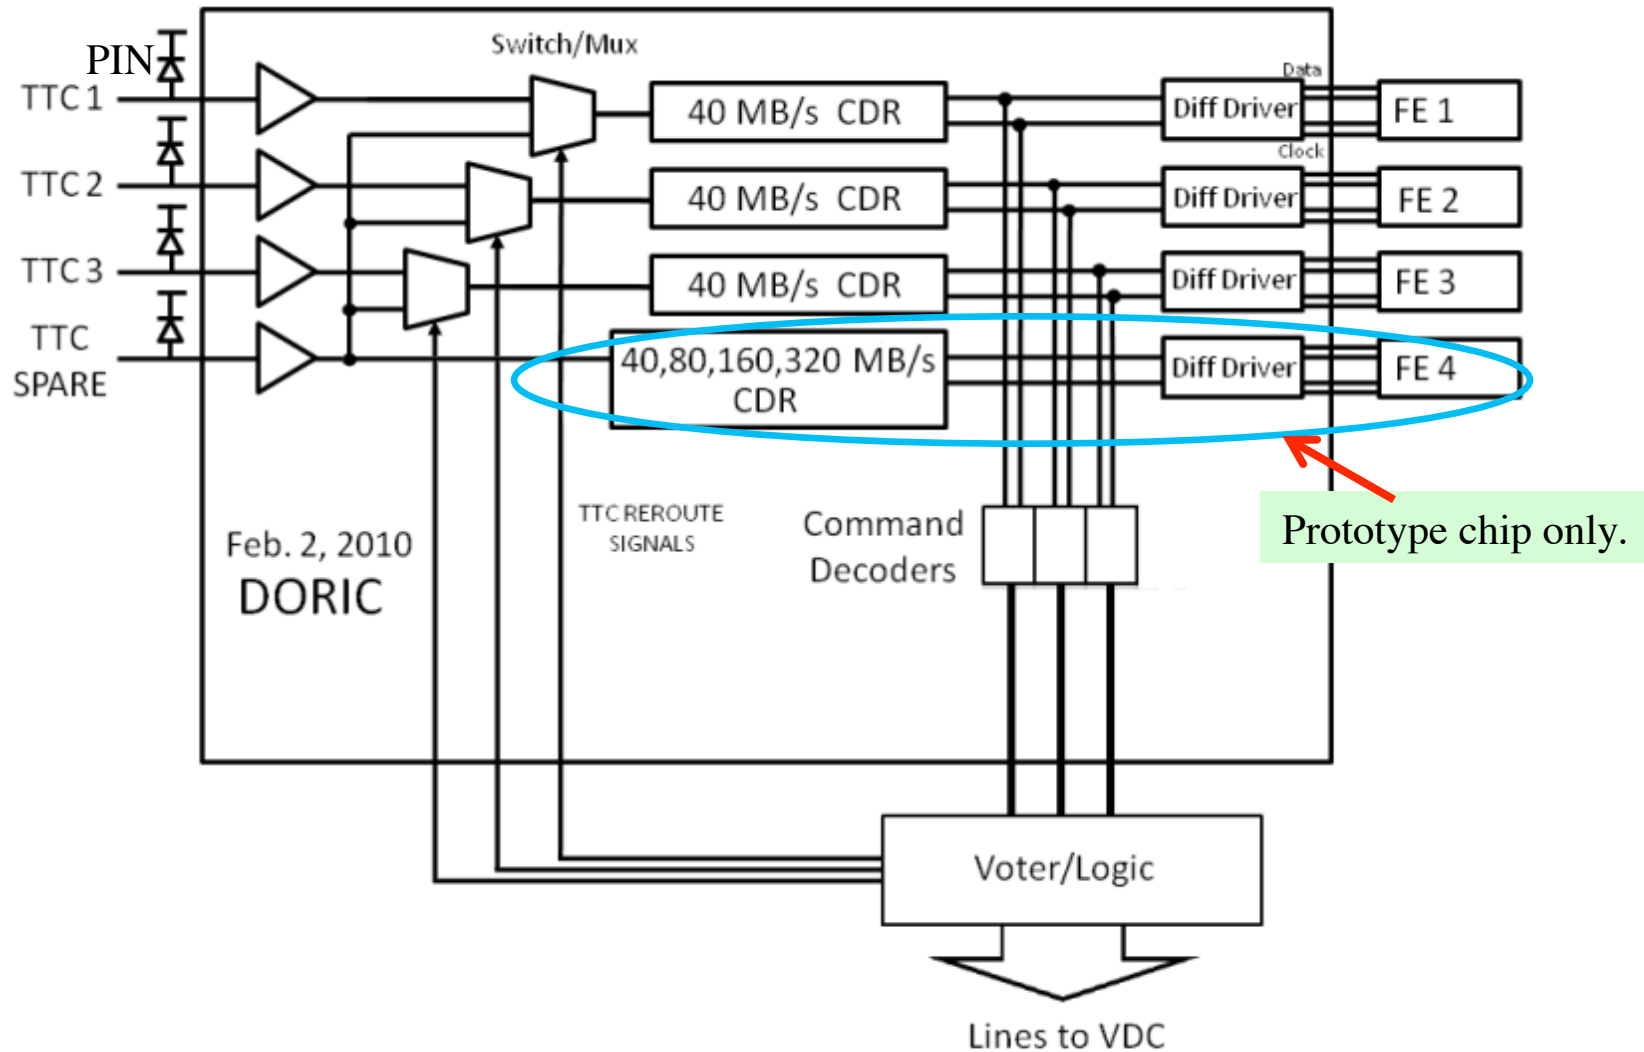 Switch/Mux
PIN
TTC 1
TTC 2
TTC 3
TTC
SPARE
40 MB/s CDR
40 MB/s CDR
40 MB/s CDR
40,80,160,320 MB/s
CDR
Data
Diff Driver
Clock
Diff Driver
Diff Driver
Diff Driver
FE 1
FE 2
FE 3
FE 4
Prototype chip only.
TTC REROUTE
SIGNALS
Command
Decoders
Feb. 2, 2010
DORIC
Voter/Logic
Lines to VDC